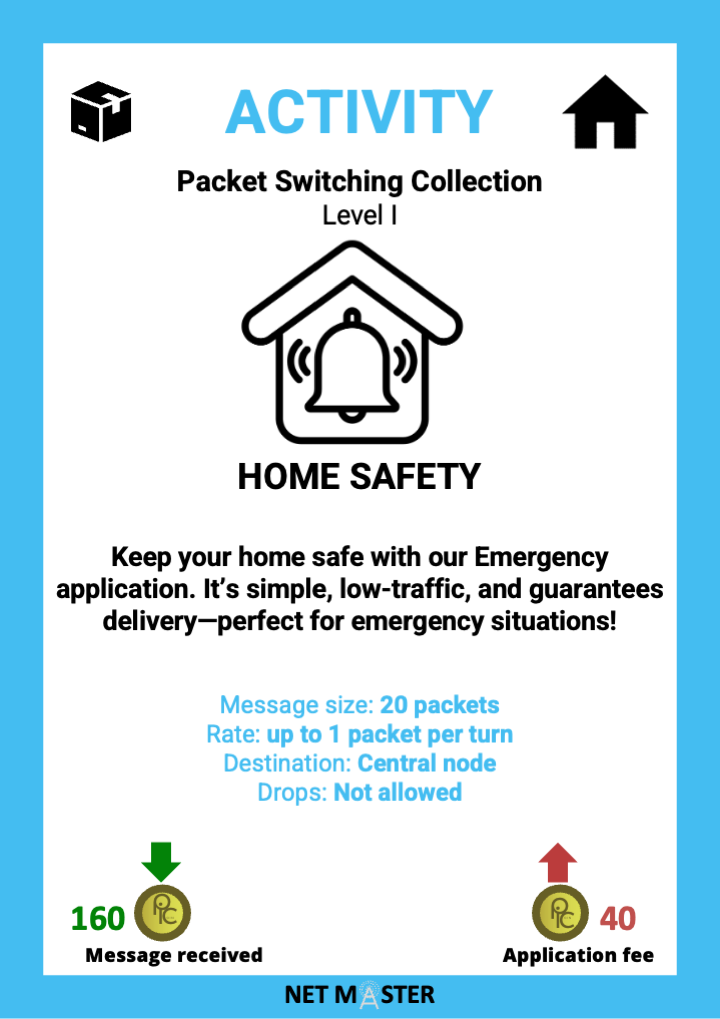 ACTIVITY
Packet Switching Collection
Level I
HOME SAFETY
Keep your home safe with our Emergency
application. It’s simple, low-traffic, and guarantees
delivery—perfect for emergency situations!
Message size: 20 packets
Rate: up to 1 packet per turn
Destination: Central node
Drops: Not allowed
160
40
Message received
Application fee
NET MASTER